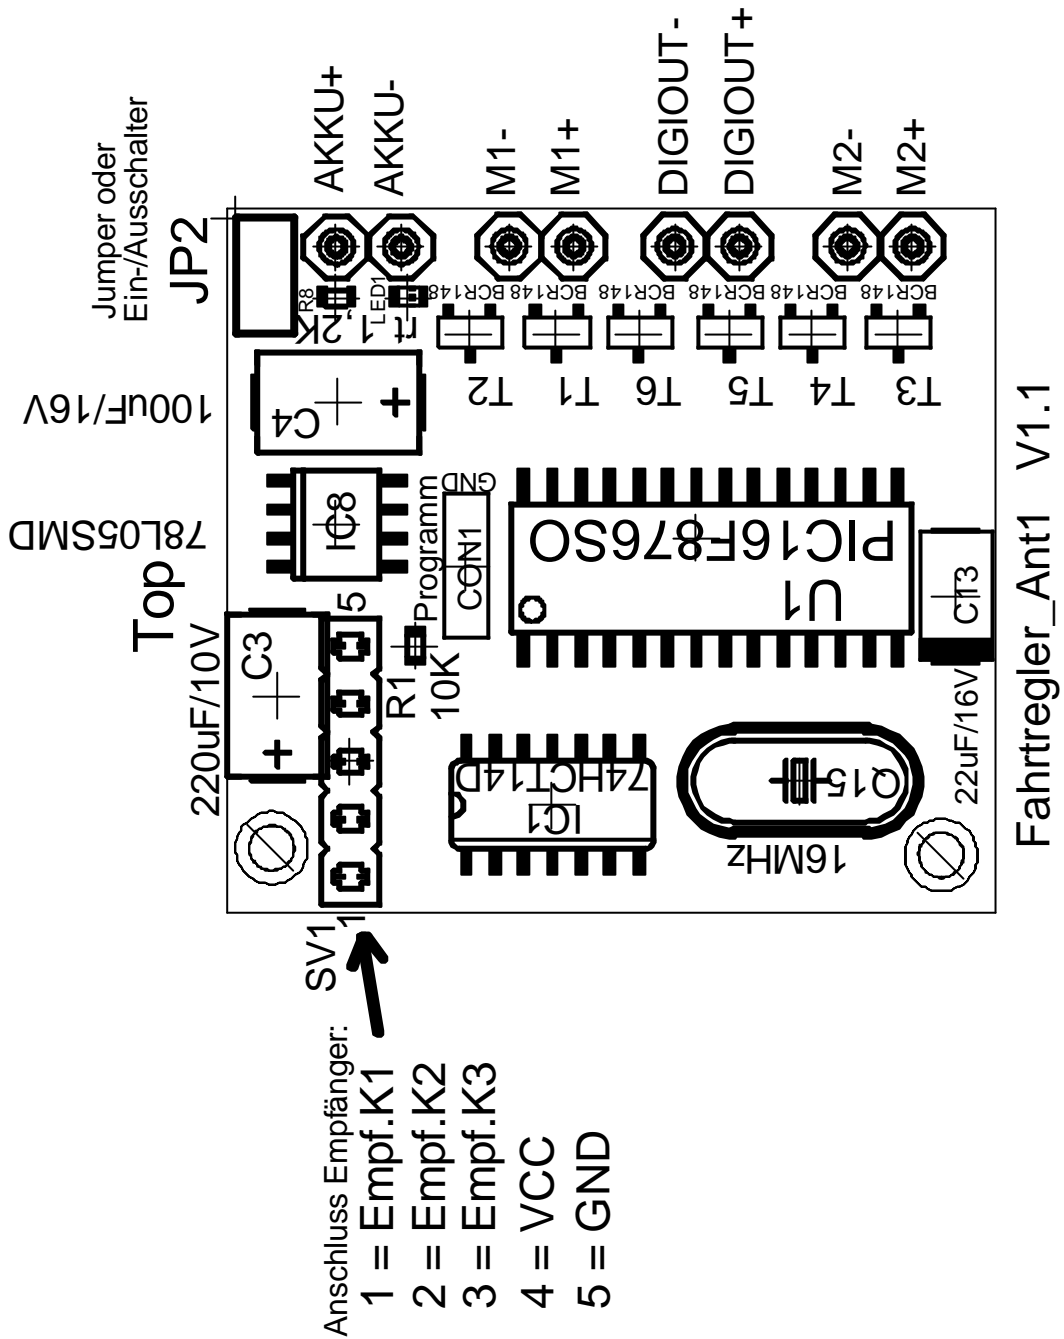 Jumper oder
Ein-/Ausschalter
JP2
AKKU+
AKKU-
M1-
M1+
DIGIOUT-
DIGIOUT+
M2-
M2+
R8
1,2K
LED1
rt
BCR148
BCR148
BCR148
BCR148
BCR148
BCR148
T2
T1
T6
T5
T4
T3
100uF/16V
C4
+
78L05SMD
IC8
Top
Programm
CON1
GND
PIC16F876SO
U1
C13
22uF/16V
220uF/10V
C3
+
5
R1
10K
74HCT14D
IC1
Q15
16MHz
SV1
1
Fahrtregler_Ant1 V1.1
Anschluss Empfänger:
1 = Empf.K1
2 = Empf.K2
3 = Empf.K3
4 = VCC
5 = GND